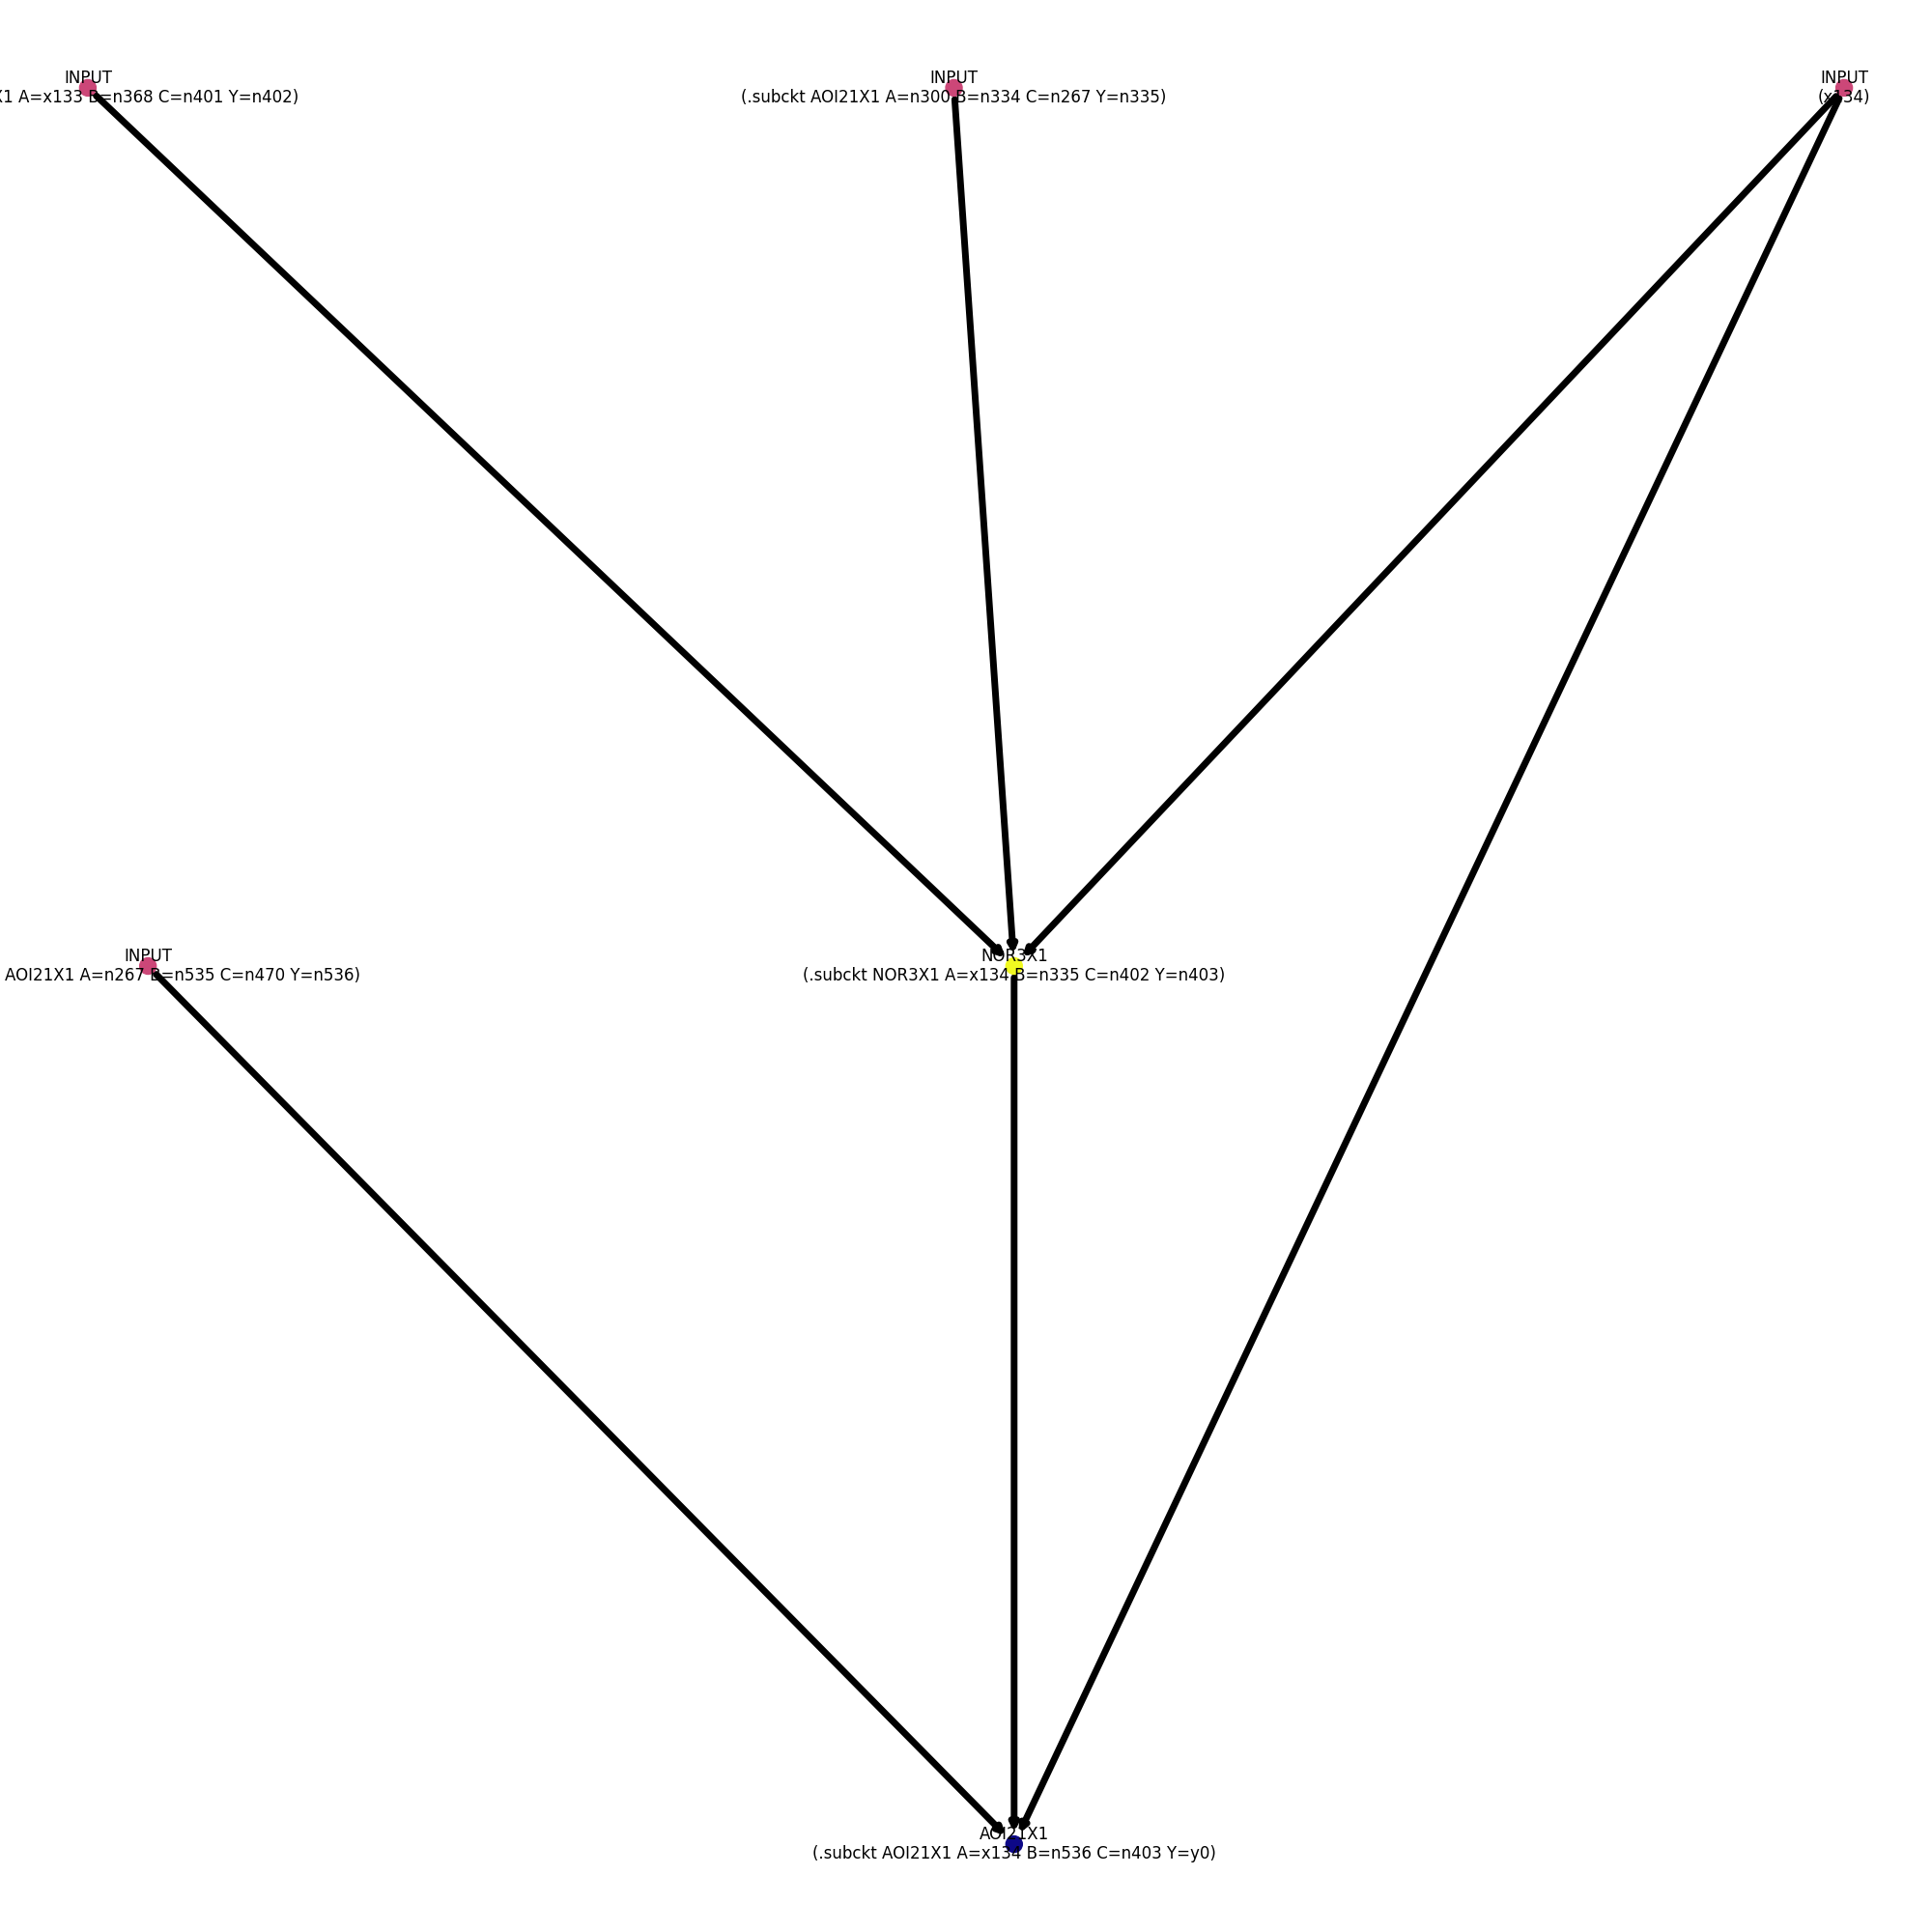 INPUT
X1 A=x133 B=n368 C=n401 Y=n402)
INPUT
(.subckt AOI21X1 A=n300 B=n334 C=n267 Y=n335)
INPUT
(x134)
INPUT
AOI21X1 A=n267 B=n535 C=n470 Y=n536)
NOR3X1
(.subckt NOR3X1 A=x134 B=n335 C=n402 Y=n403)
AOI21X1
(.subckt AOI21X1 A=x134 B=n536 C=n403 Y=y0)